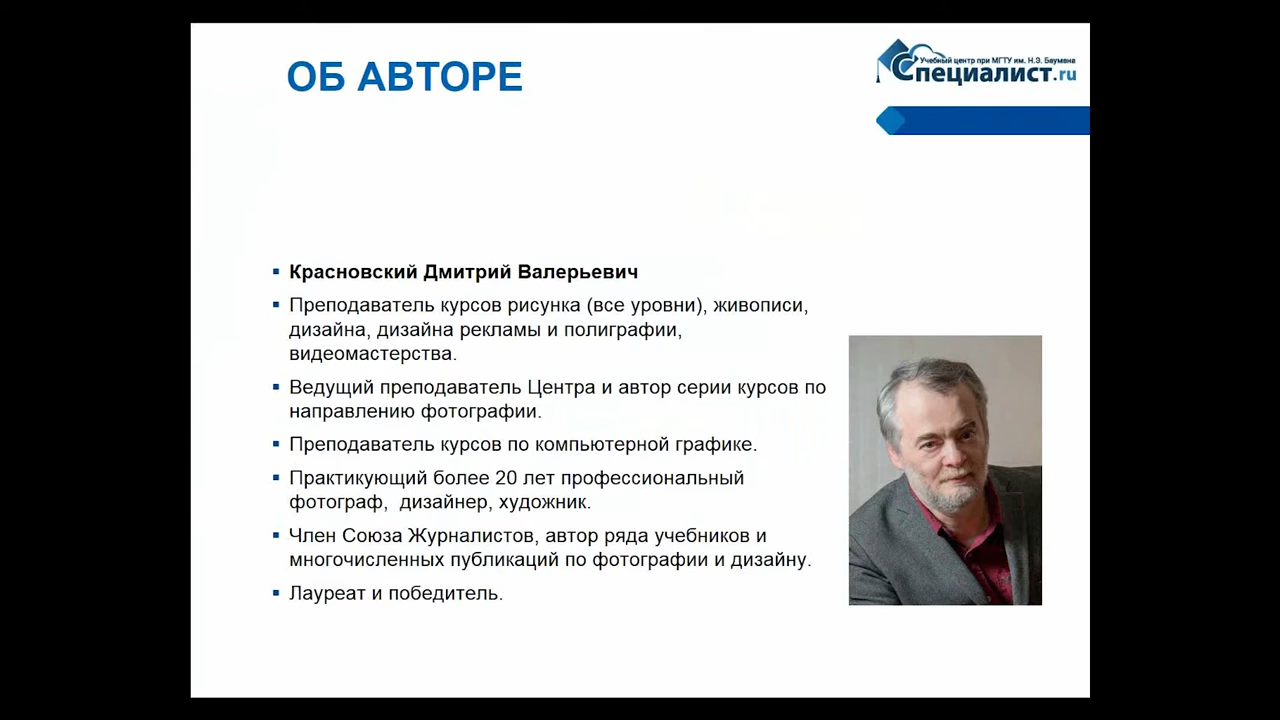 ОБ АВТОРЕ
Учебный центр при МГТУ им. Н.Э. Баумана
Специалист.ru
Красновский Дмитрий Валерьевич
Преподаватель курсов рисунка (все уровни), живописи,
дизайна, дизайна рекламы и полиграфии,
видеомастерства.
Ведущий преподаватель Центра и автор серии курсов по
направлению фотографии.
Преподаватель курсов по компьютерной графике.
Практикующий более 20 лет профессиональный
фотограф,  дизайнер, художник.
Член Союза Журналистов, автор ряда учебников и
многочисленных публикаций по фотографии и дизайну.
Лауреат и победитель.